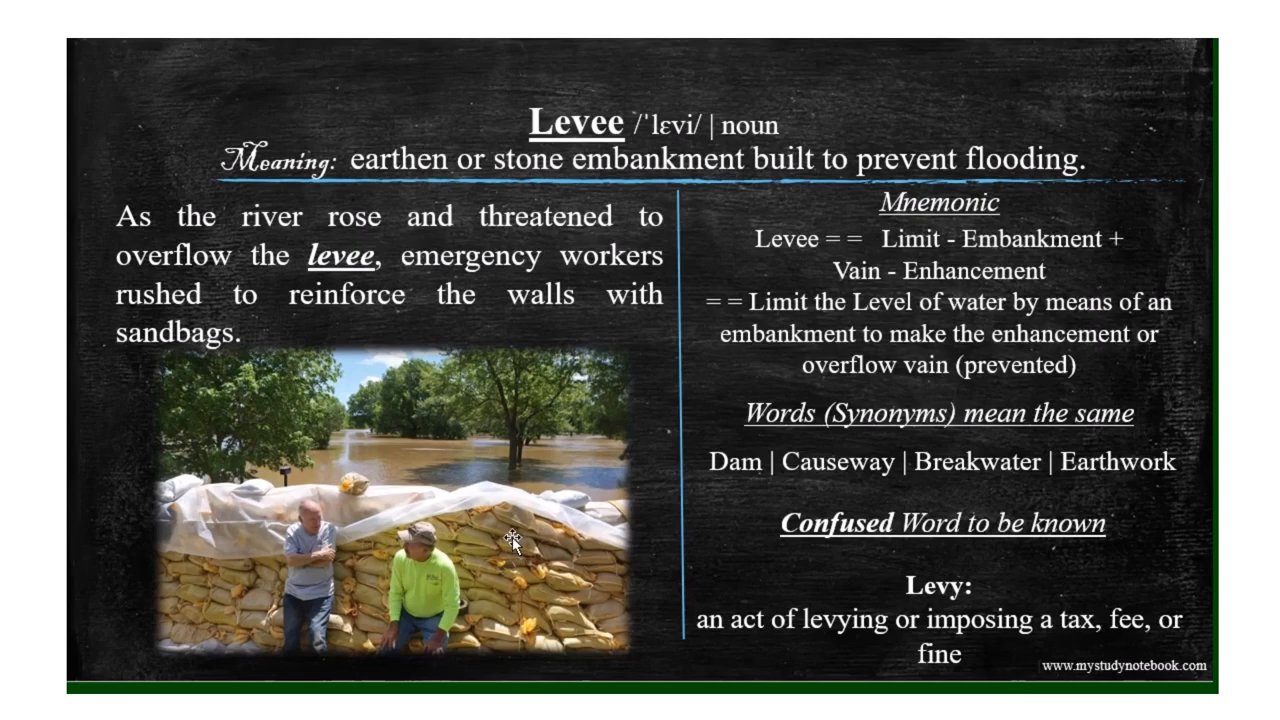 Levee /ˈlɛvi/ | noun
Meaning: earthen or stone embankment built to prevent flooding.
As the river rose and threatened to
overflow the levee, emergency workers
rushed to reinforce the walls with
sandbags.
Mnemonic
Levee = = Limit - Embankment +
Vain - Enhancement
= = Limit the Level of water by means of an
embankment to make the enhancement or
overflow vain (prevented)
Words (Synonyms) mean the same
Dam | Causeway | Breakwater | Earthwork
Confused Word to be known
Levy:
an act of levying or imposing a tax, fee, or
fine
www.mystudynotebook.com